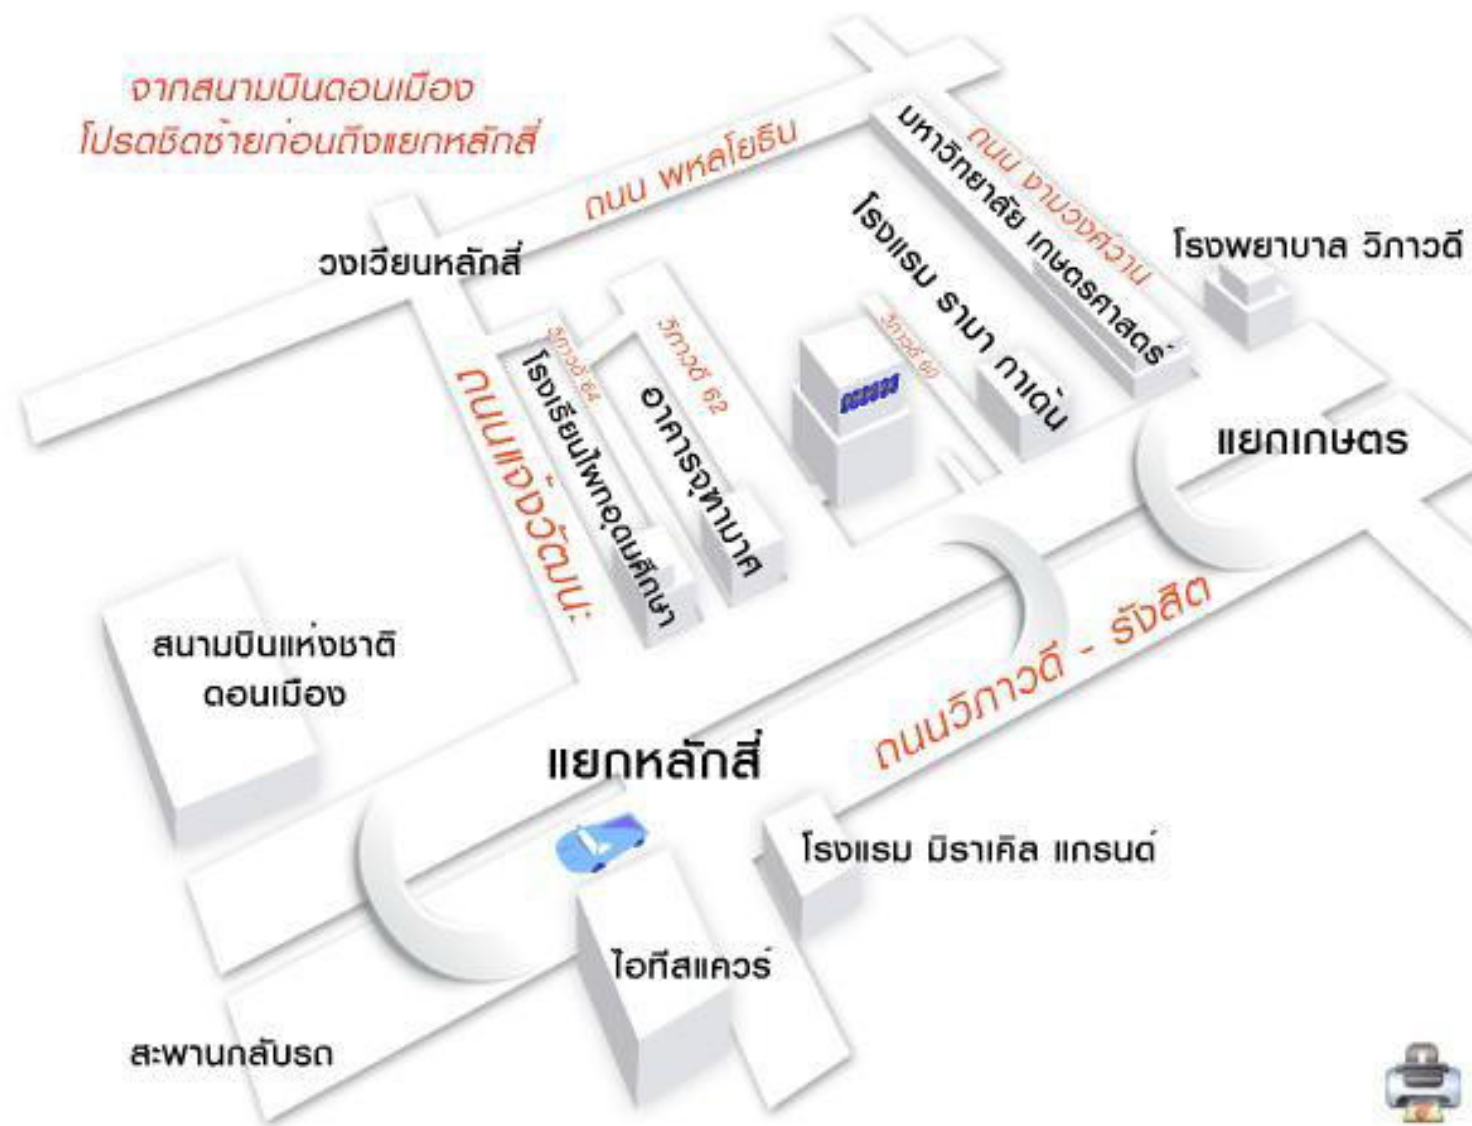 จากสนามบินดอนเมือง
โปรดชิดซ้ายก่อนถึงแยกหลักสี่
ถนน พหลโยธิน
มหาวิทยาลัย เกษตรศาสตร์
ถนน งามวงศ์วาน
โรงพยาบาล วิภาวดี
วงเวียนหลักสี่
โรงแรม รามา กาเด้น
วิภาวดี 60
วิภาวดี 62
วิภาวดี 64
ถนนแจ้งวัฒนะ
โรงเรียนไผทอุดมศึกษา
อาคารจุฑามาศ
แยกเกษตร
สนามบินแห่งชาติ
ดอนเมือง
ถนนวิภาวดี - รังสิต
แยกหลักสี่
โรงแรม มิราเคิล แกรนด์
ไอทีสแควร์
สะพานกลับรถ